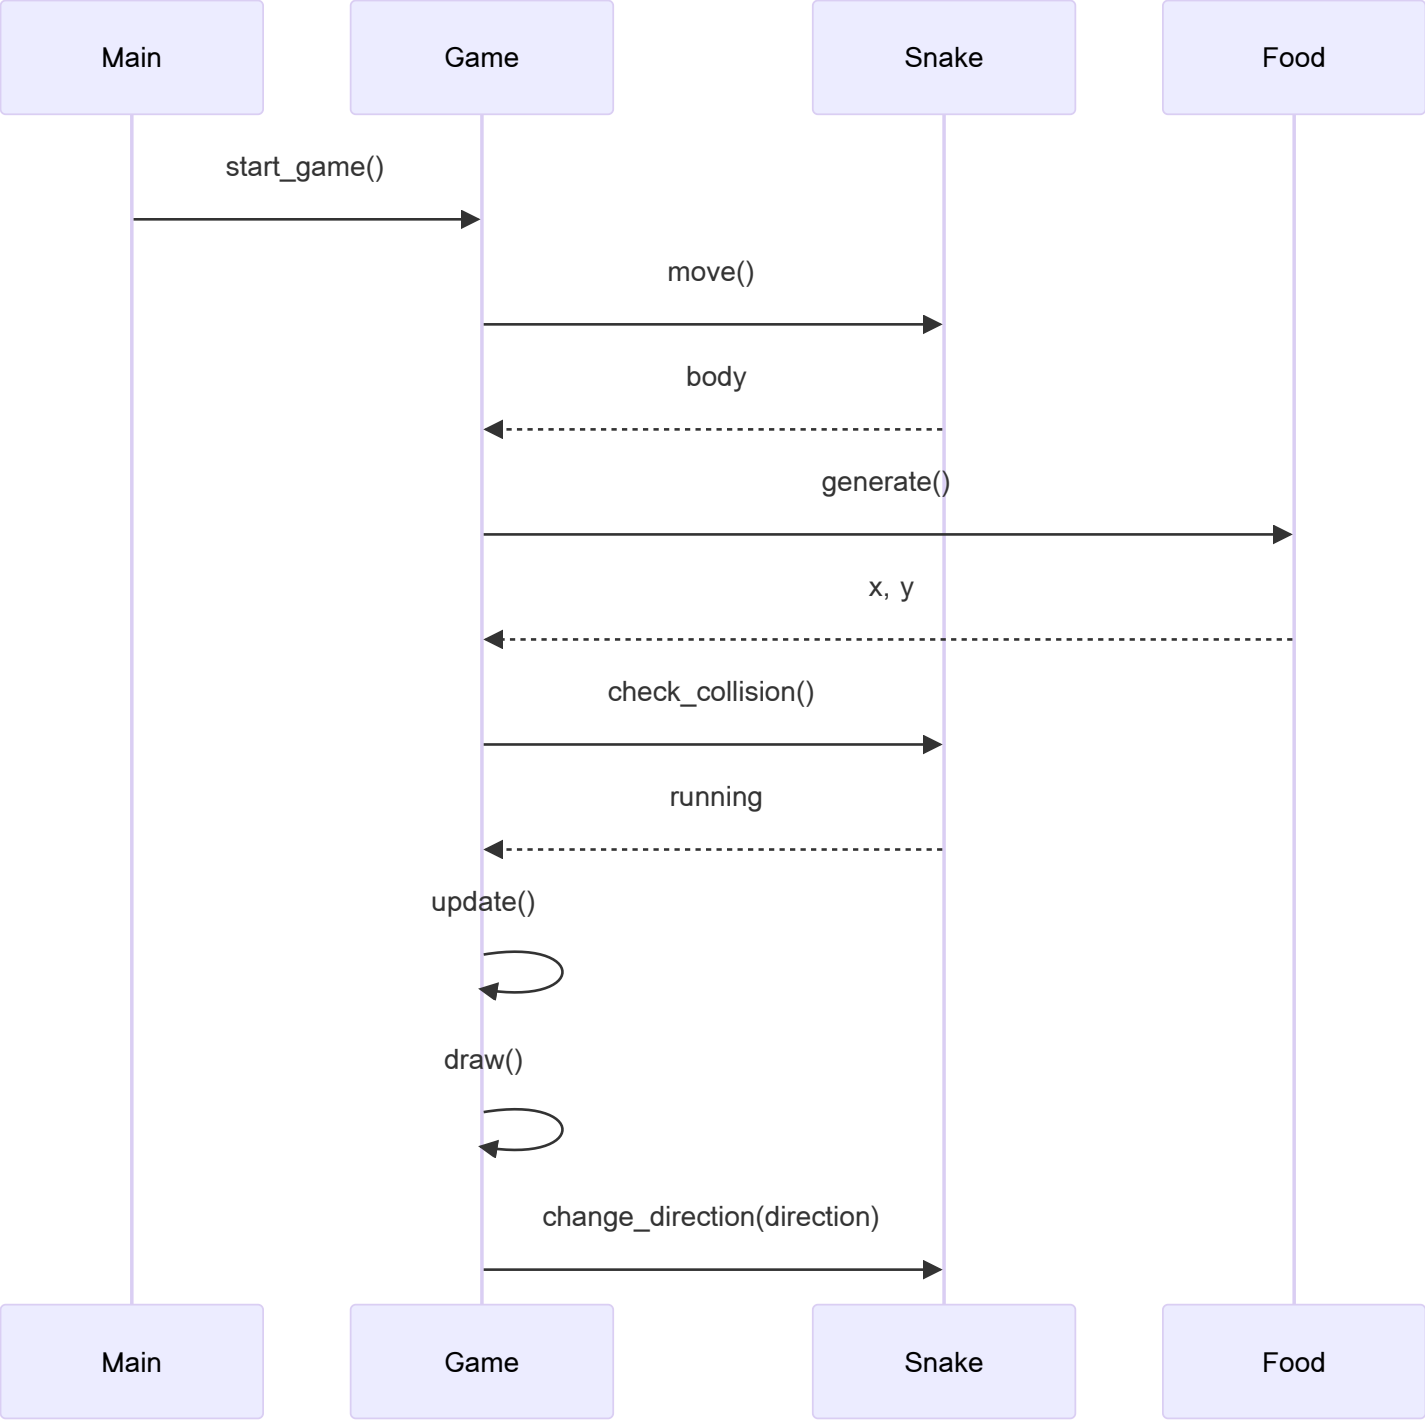 Main
Game
Snake
Food
start_game()
move()
body
generate()
x, y
check_collision()
running
update()
draw()
change_direction(direction)
Main
Game
Snake
Food